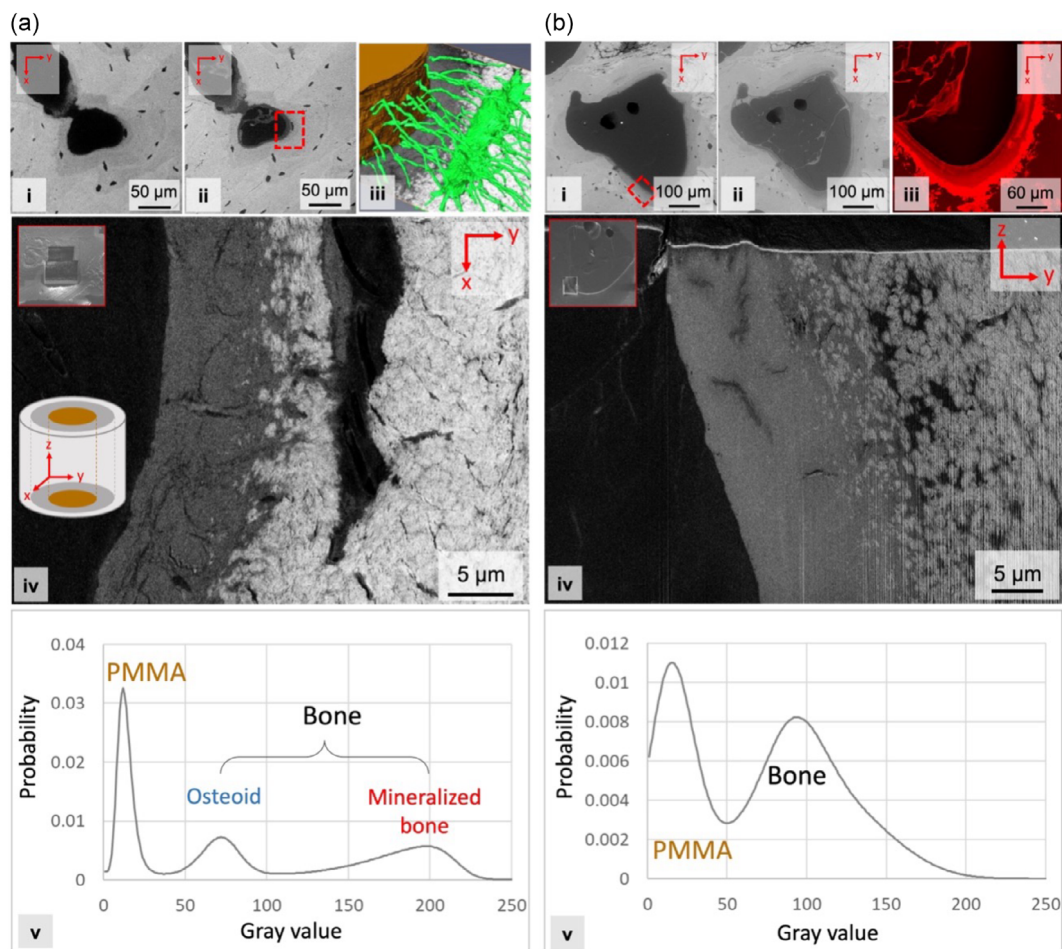 (a)
(b)
y
x
i
50 µm
y
x
ii
50 µm
iii
y
x
i
100 µm
y
x
ii
100 µm
y
x
iii
60 µm
y
x
z
y
x
iv
5 µm
z
y
iv
5 µm
0.04
0.03
0.02
0.01
0
Probability
PMMA
Bone
Osteoid
Mineralized
bone
0 50 100 150 200 250
Gray value
v
0.012
0.01
0.008
0.006
0.004
0.002
0
Probability
Bone
PMMA
0 50 100 150 200 250
Gray value
v